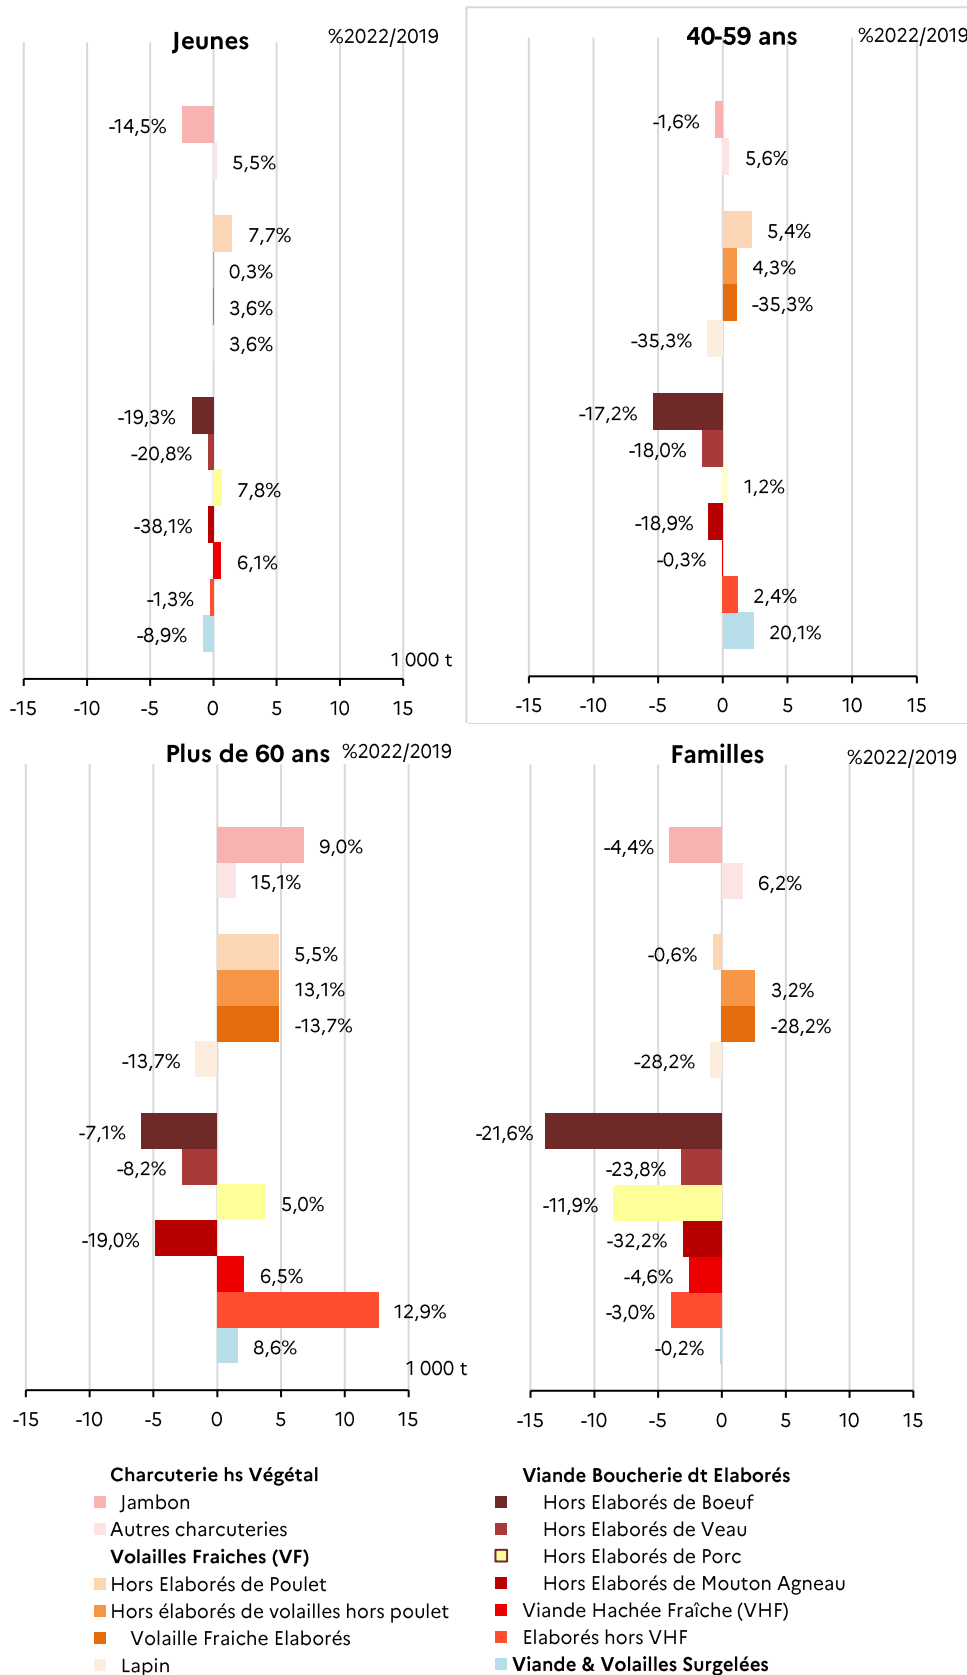 Jeunes %2022/2019
-14,5%
5,5%
7,7%
0,3%
3,6%
3,6%
-19,3%
-20,8%
7,8%
-38,1%
6,1%
-1,3%
-8,9%
1 000 t
-15 -10 -5 0 5 10 15
40-59 ans %2022/2019
-1,6%
5,6%
5,4%
4,3%
-35,3%
-35,3%
-17,2%
-18,0%
1,2%
-18,9%
-0,3%
2,4%
20,1%
-15 -10 -5 0 5 10 15
Plus de 60 ans %2022/2019
9,0%
15,1%
5,5%
13,1%
-13,7%
-13,7%
-7,1%
-8,2%
5,0%
-19,0%
6,5%
12,9%
8,6%
1 000 t
-15 -10 -5 0 5 10 15
Familles %2022/2019
-4,4%
6,2%
-0,6%
3,2%
-28,2%
-28,2%
-21,6%
-23,8%
-11,9%
-32,2%
-4,6%
-3,0%
-0,2%
-15 -10 -5 0 5 10 15
Charcuterie hs Végétal
Jambon
Autres charcuteries
Volailles Fraiches (VF)
Hors Elaborés de Poulet
Hors élaborés de volailles hors poulet
Volaille Fraiche Elaborés
Lapin
Viande Boucherie dt Elaborés
Hors Elaborés de Boeuf
Hors Elaborés de Veau
Hors Elaborés de Porc
Hors Elaborés de Mouton Agneau
Viande Hachée Fraîche (VHF)
Elaborés hors VHF
Viande & Volailles Surgelées